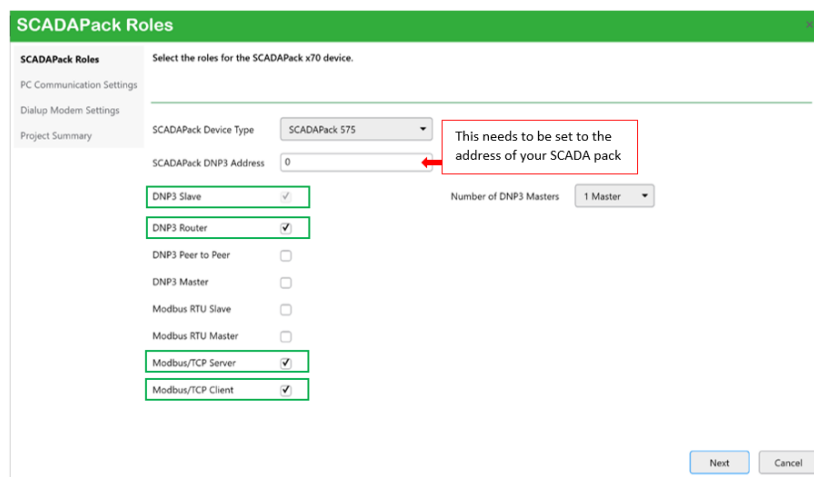 SCADAPack Roles
SCADAPack Roles
PC Communication Settings
Dialup Modem Settings
Project Summary
Select the roles for the SCADAPack x70 device.
SCADAPack Device Type
SCADAPack 575
SCADAPack DNP3 Address
0
This needs to be set to the
address of your SCADA pack
DNP3 Slave
Number of DNP3 Masters
1 Master
DNP3 Router
DNP3 Peer to Peer
DNP3 Master
Modbus RTU Slave
Modbus RTU Master
Modbus/TCP Server
Modbus/TCP Client
Next
Cancel